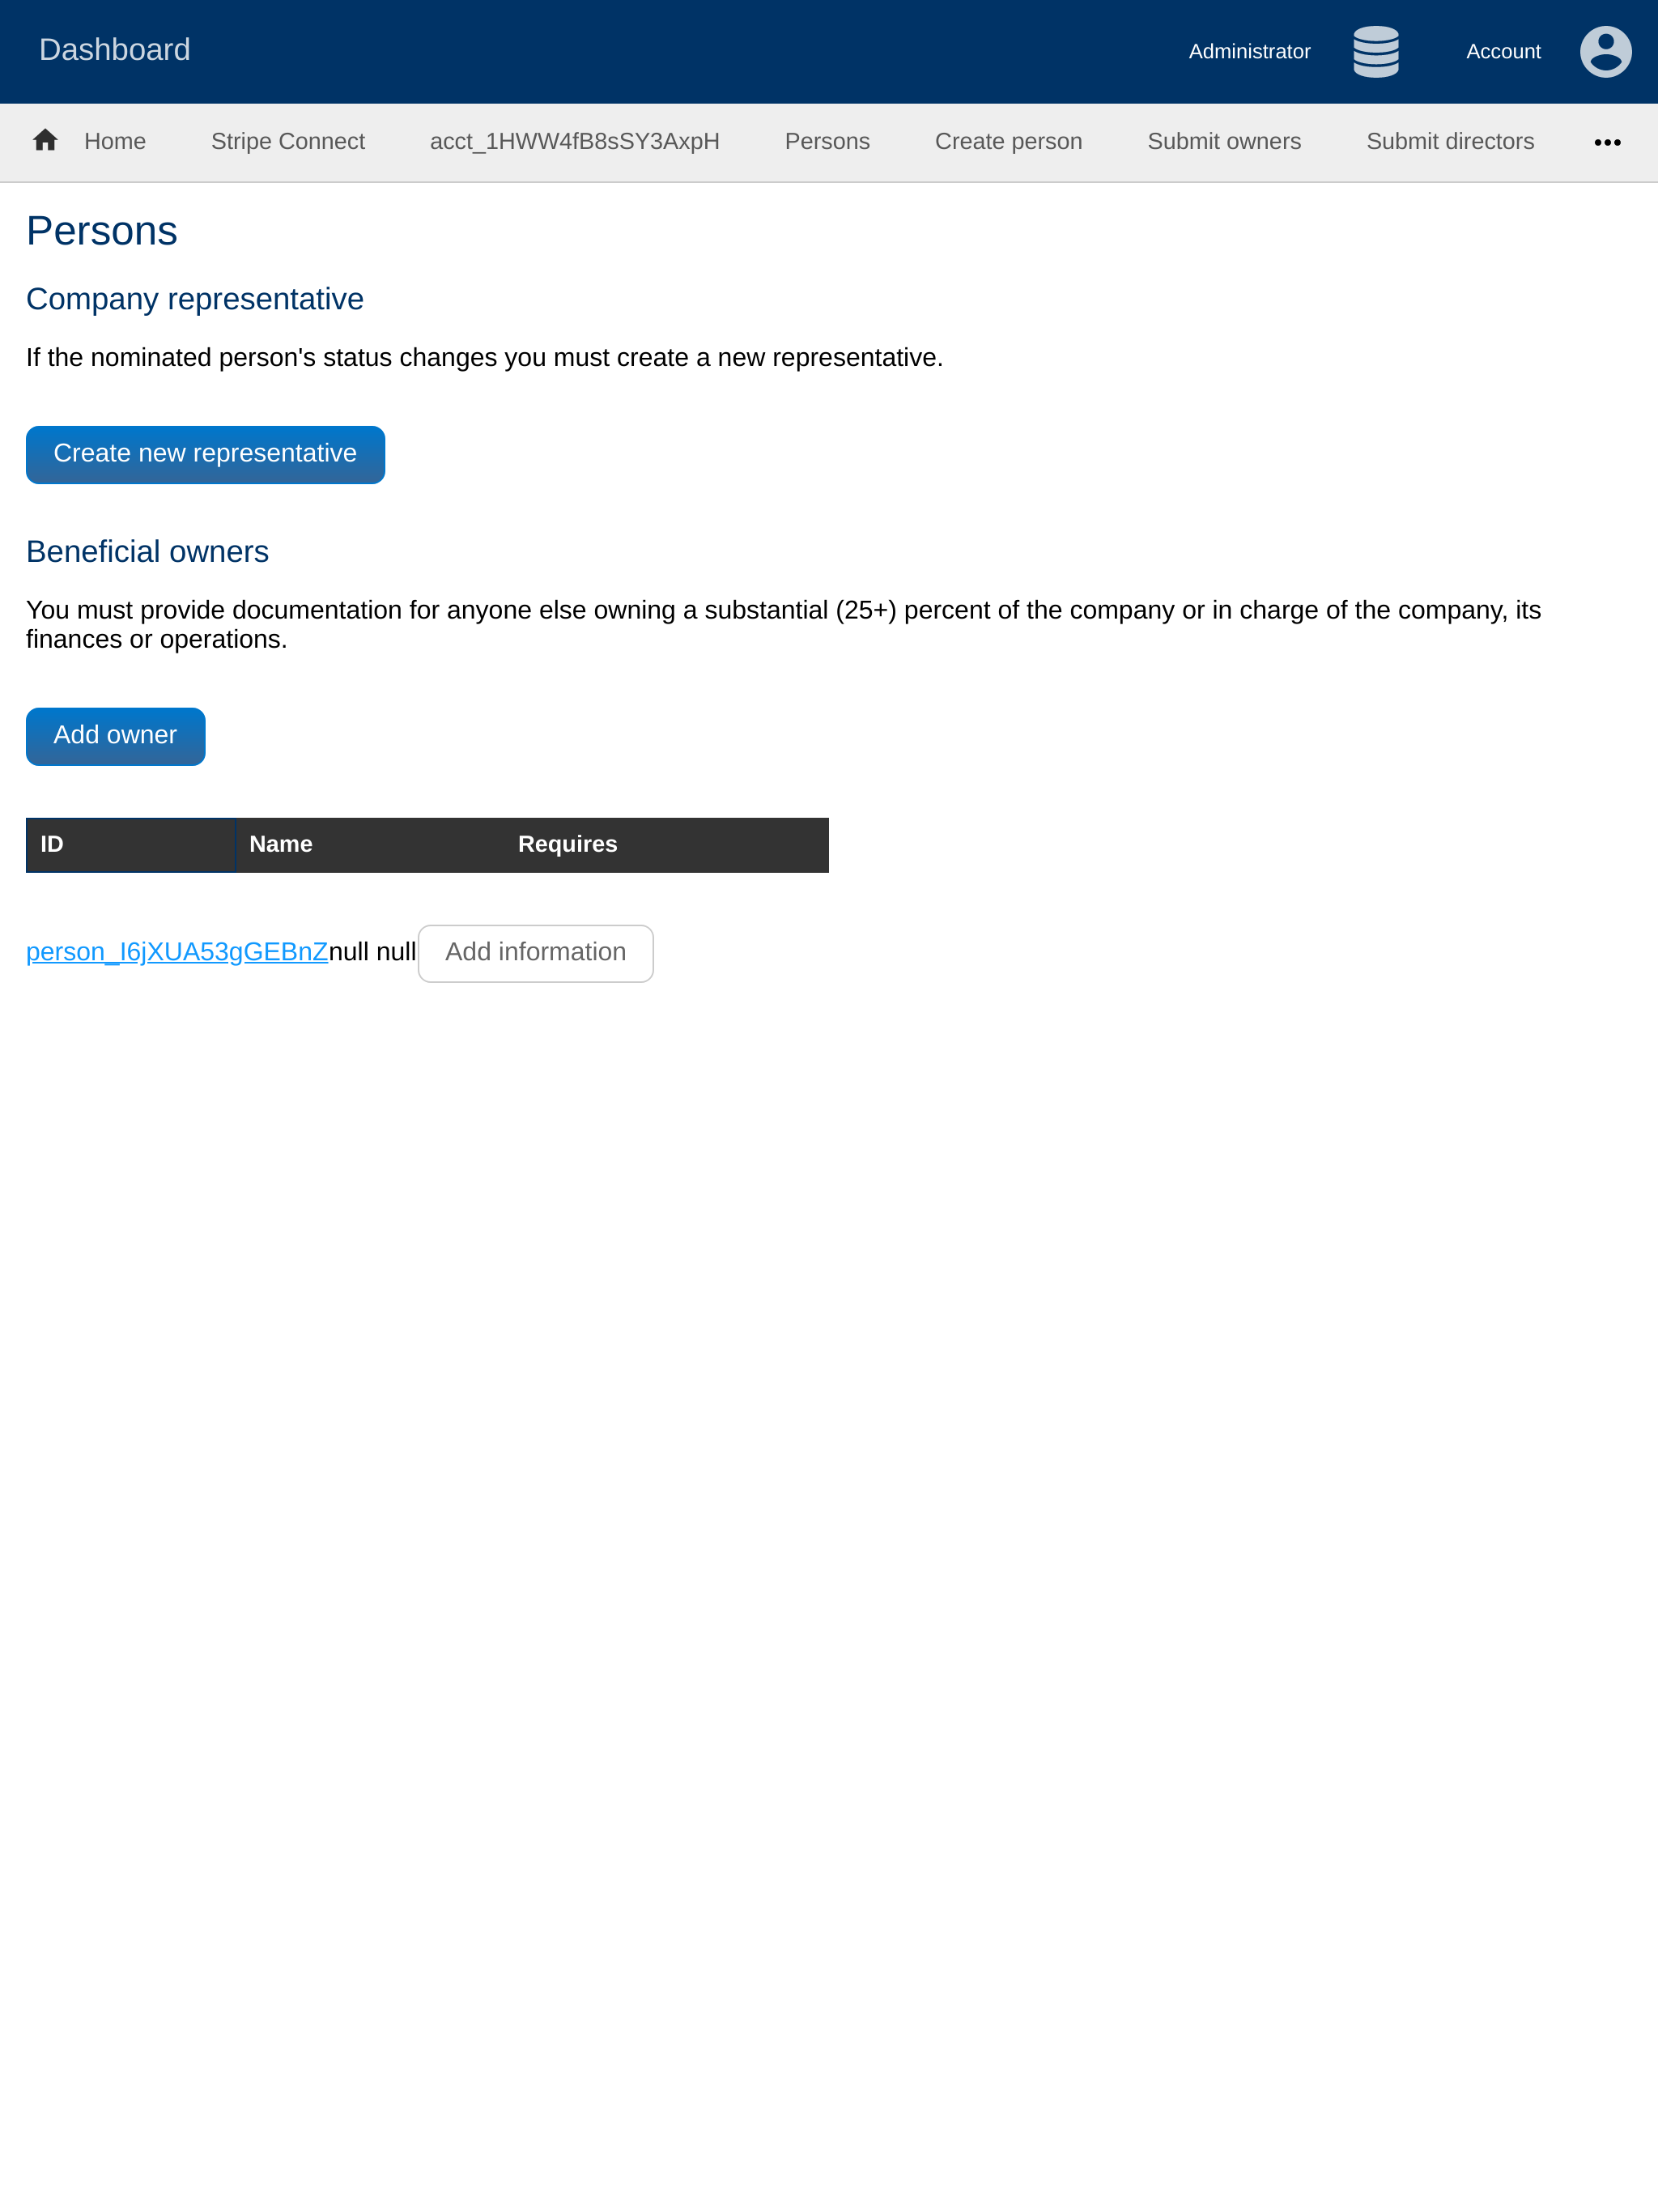 Dashboard
Administrator
Account
Home
Stripe Connect
acct_1HWW4fB8sSY3AxpH
Persons
Create person
Submit owners
Submit directors
Persons
Company representative
If the nominated person's status changes you must create a new representative.
Create new representative
Beneficial owners
You must provide documentation for anyone else owning a substantial (25+) percent of the company or in charge of the company, its
finances or operations.
Add owner
ID Name Requires
person_I6jXUA53gGEBnZnull null Add information